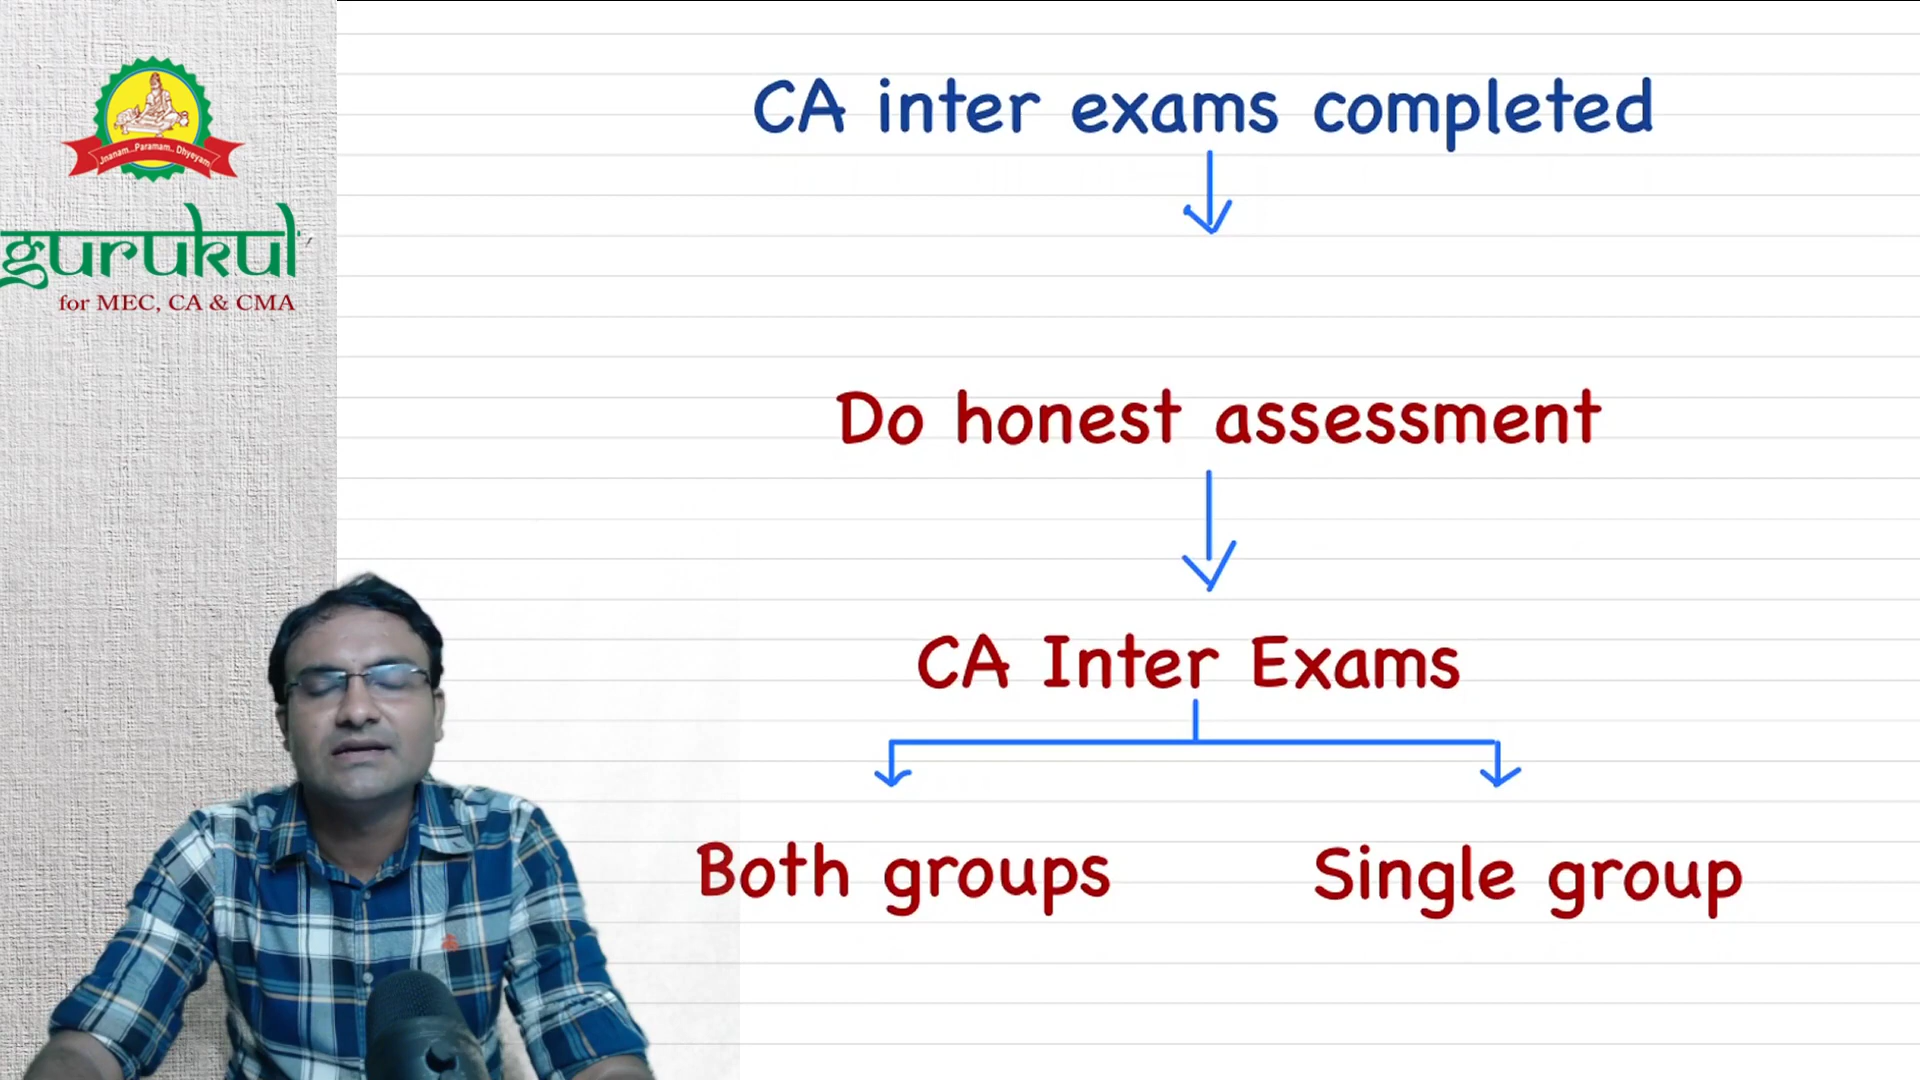 Jnanam...Paramam.. Dhyeyam
gurukul
for MEC, CA & CMA
CA inter exams completed
Do honest assessment
CA Inter Exams
Both groups
Single group